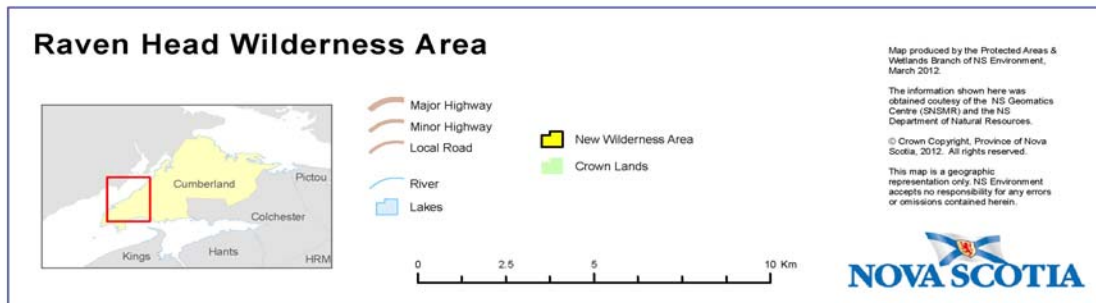 Raven Head Wilderness Area
Cumberland
Pictou
Colchester
Kings
Hants
HRM
Major Highway
Minor Highway
Local Road
River
Lakes
New Wilderness Area
Crown Lands
0 2.5 5 10 Km
Map produced by the Protected Areas &
Wetlands Branch of NS Environment,
March 2012.
The information shown here was
obtained coutesy of the NS Geomatics
Centre (SNSMR) and the NS
Department of Natural Resources.
© Crown Copyright, Province of Nova
Scotia, 2012. All rights reserved.
This map is a geographic
representation only. NS Environment
accepts no responsibility for any errors
or omissions contained herein.
NOVA SCOTIA